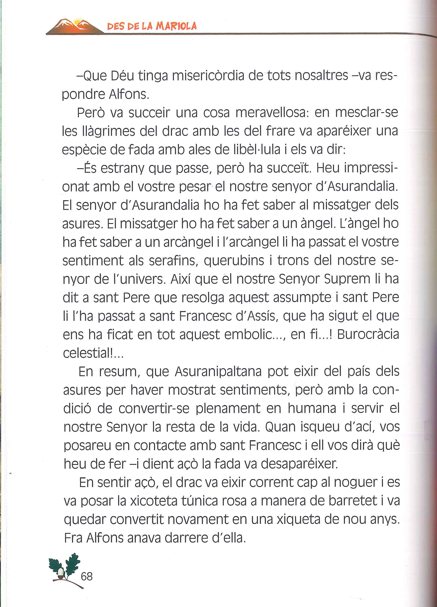 DES DE LA MARIOLA
–Que Déu tinga misericòrdia de tots nosaltres –va res-
pondre Alfons.
Però va succeir una cosa meravellosa: en mesclar-se
les llàgrimes del drac amb les del frare va aparéixer una
espècie de fada amb ales de libèl·lula i els va dir:
–És estrany que passe, però ha succeït. Heu impressi-
onat amb el vostre pesar el nostre senyor d'Asurandalia.
El senyor d'Asurandalia ho ha fet saber al missatger dels
asures. El missatger ho ha fet saber a un àngel. L'àngel ho
ha fet saber a un arcàngel i l'arcàngel li ha passat el vostre
sentiment als serafins, querubins i trons del nostre se-
nyor de l'univers. Així que el nostre Senyor Suprem li ha
dit a sant Pere que resolga aquest assumpte i sant Pere
li l'ha passat a sant Francesc d'Assís, que ha sigut el que
ens ha ficat en tot aquest embolic..., en fi...! Burocràcia
celestial!...
En resum, que Asuranipaltana pot eixir del país dels
asures per haver mostrat sentiments, però amb la con-
dició de convertir-se plenament en humana i servir el
nostre Senyor la resta de la vida. Quan isqueu d'ací, vos
posareu en contacte amb sant Francesc i ell vos dirà què
heu de fer –i dient açò la fada va desaparéixer.
En sentir açò, el drac va eixir corrent cap al noguer i es
va posar la xicoteta túnica rosa a manera de barretet i va
quedar convertit novament en una xiqueta de nou anys.
Fra Alfons anava darrere d'ella.
68